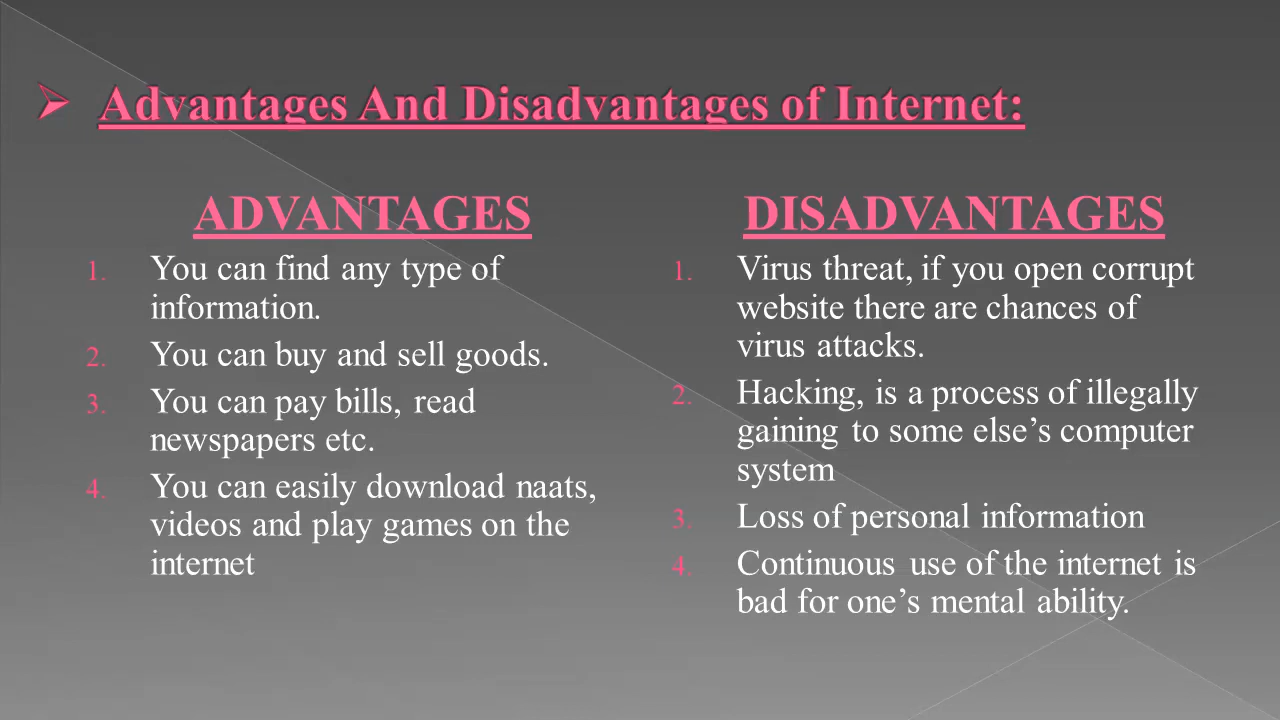 ➢ Advantages And Disadvantages of Internet:
ADVANTAGES
1. You can find any type of
information.
2. You can buy and sell goods.
3. You can pay bills, read
newspapers etc.
4. You can easily download naats,
videos and play games on the
internet
DISADVANTAGES
1. Virus threat, if you open corrupt
website there are chances of
virus attacks.
2. Hacking, is a process of illegally
gaining to some else’s computer
system
3. Loss of personal information
4. Continuous use of the internet is
bad for one’s mental ability.